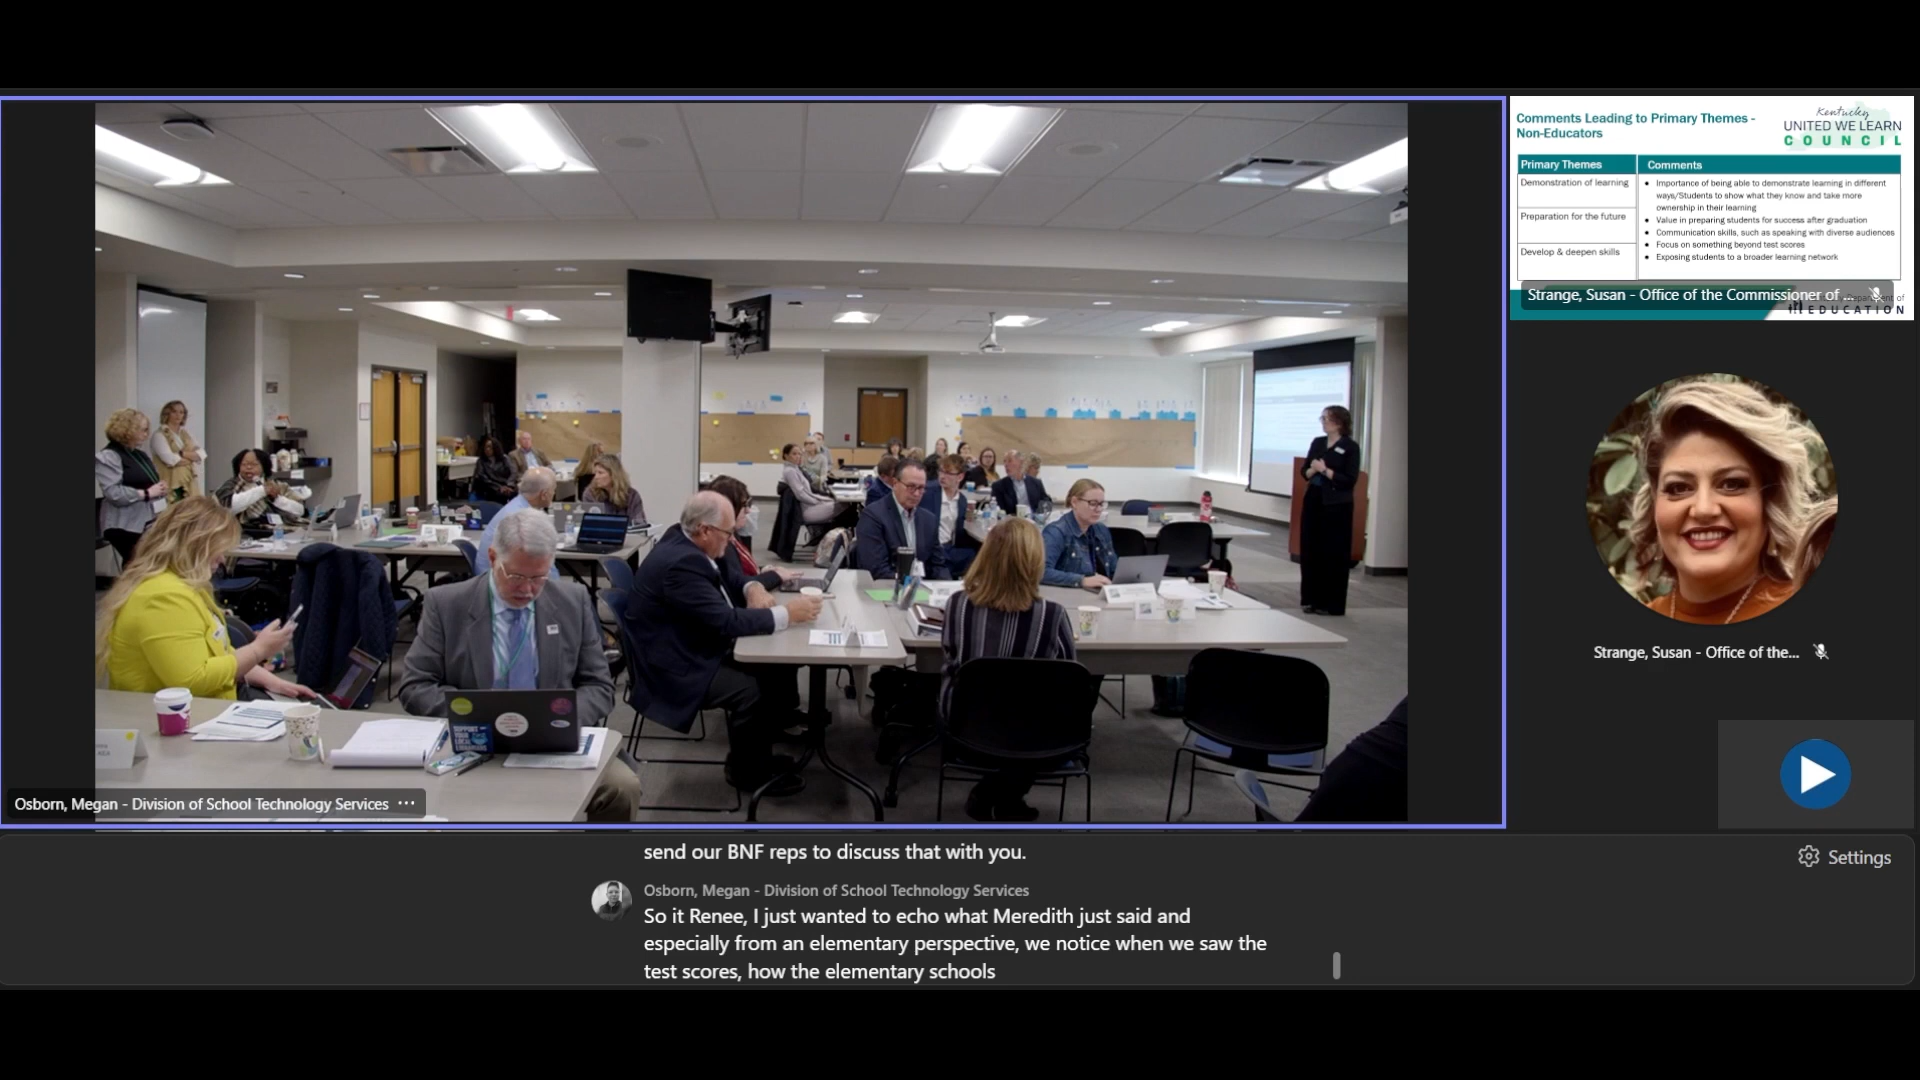 Comments Leading to Primary Themes -
Non-Educators
Kentucky
UNITED WE LEARN
COUNCIL
Primary Themes
Comments
Demonstration of learning
Importance of being able to demonstrate learning in different
ways/Students to show what they know and take more
ownership in their learning
Preparation for the future
Value in preparing students for success after graduation
Communication skills, such as speaking with diverse audiences
Focus on something beyond test scores
Develop & deepen skills
Exposing students to a broader learning network
Strange, Susan - Office of the Commissioner of ...
EDUCATION
Strange, Susan - Office of the...
SUPPORT
YOUR
LOCAL
LIBRARIANS
Osborn, Megan - Division of School Technology Services ...
send our BNF reps to discuss that with you.
Settings
Osborn, Megan - Division of School Technology Services
So it Renee, I just wanted to echo what Meredith just said and
especially from an elementary perspective, we notice when we saw the
test scores, how the elementary schools